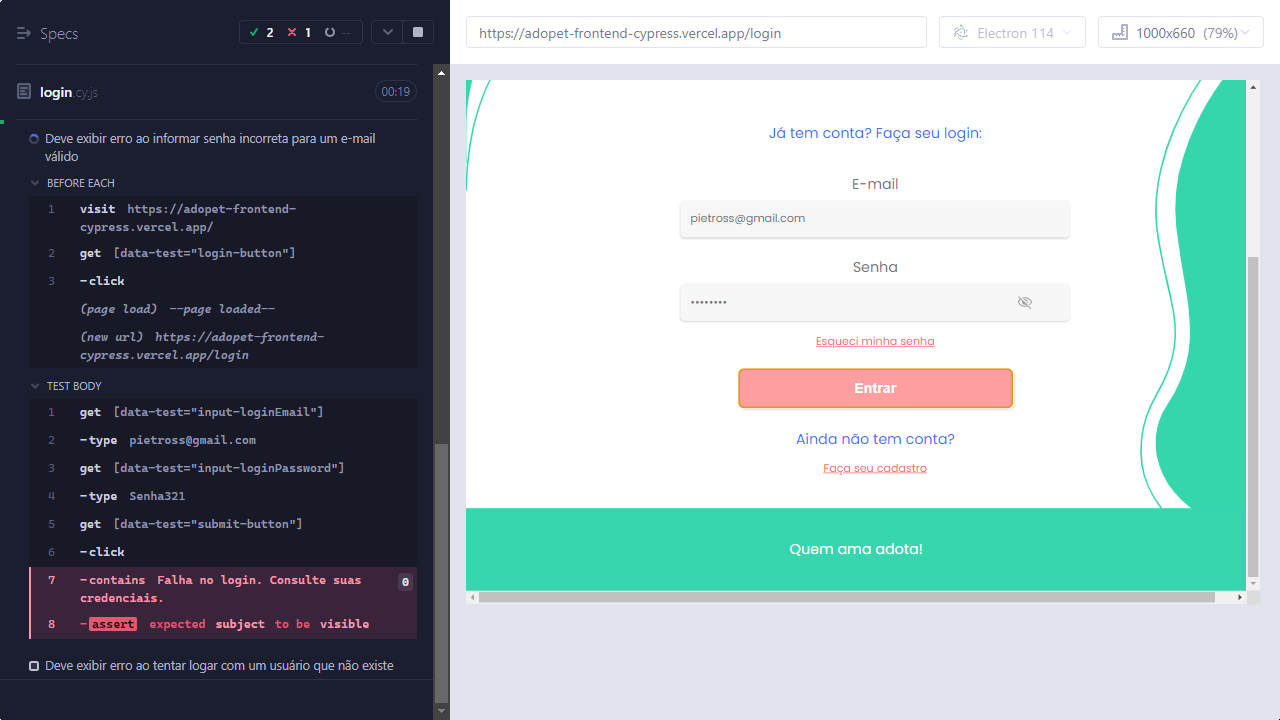 Specs
2
1
--
login.cy.js
00:19
Deve exibir erro ao informar senha incorreta para um e-mail
válido
BEFORE EACH
1 visit https://adopet-frontend-
cypress.vercel.app/
2 get [data-test="login-button"]
3 -click
(page load) --page loaded--
(new url) https://adopet-frontend-
cypress.vercel.app/login
TEST BODY
1 get [data-test="input-loginEmail"]
2 -type pietross@gmail.com
3 get [data-test="input-loginPassword"]
4 -type Senha321
5 get [data-test="submit-button"]
6 -click
7 -contains Falha no login. Consulte suas
credenciais.
0
8 -assert expected subject to be visible
Deve exibir erro ao tentar logar com um usuário que não existe
https://adopet-frontend-cypress.vercel.app/login
Electron 114
1000x660 (79%)
Já tem conta? Faça seu login:
E-mail
pietross@gmail.com
Senha
••••••••
Esqueci minha senha
Entrar
Ainda não tem conta?
Faça seu cadastro
Quem ama adota!